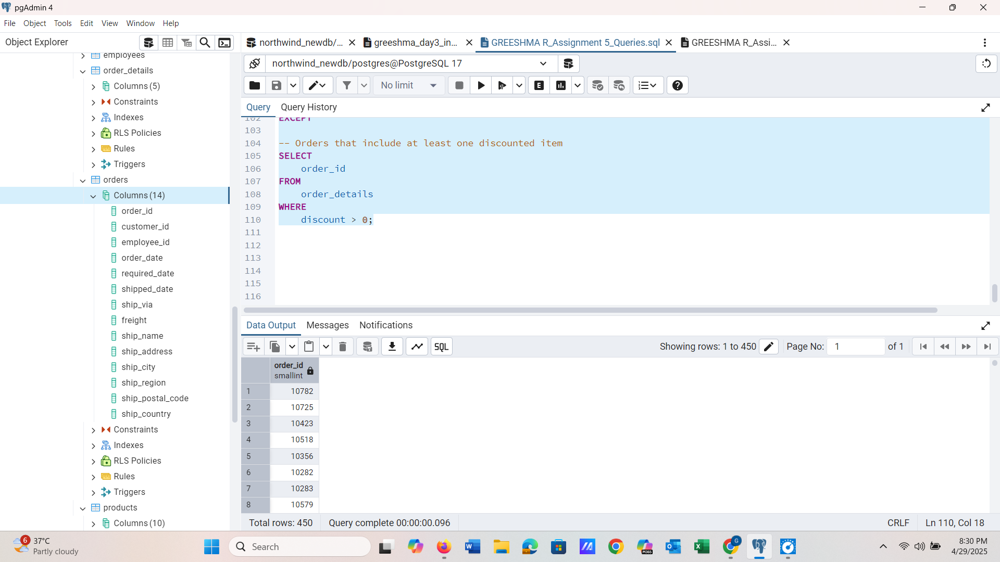 pgAdmin 4
File Object Tools Edit View Window Help
Object Explorer
northwind_newdb/...
greeshma_day3_in...
GREESHMA R_Assignment 5_Queries.sql
GREESHMA R_Assi...
employees
order_details
Columns (5)
Constraints
Indexes
RLS Policies
Rules
Triggers
orders
Columns (14)
order_id
customer_id
employee_id
order_date
required_date
shipped_date
ship_via
freight
ship_name
ship_address
ship_city
ship_region
ship_postal_code
ship_country
Constraints
Indexes
RLS Policies
Rules
Triggers
products
Columns (10)
northwind_newdb/postgres@PostgreSQL 17
No limit
E
Query Query History
102 EXCEPT
103
104 -- Orders that include at least one discounted item
105 SELECT
106 order_id
107 FROM
108 order_details
109 WHERE
110 discount > 0;
111
112
113
114
115
116
Data Output Messages Notifications
SQL
Showing rows: 1 to 450
Page No: 1 of 1
order_id
smallint
1 10782
2 10725
3 10423
4 10518
5 10356
6 10282
7 10283
8 10579
Total rows: 450 Query complete 00:00:00.096 CRLF Ln 110, Col 18
6
37°C
Partly cloudy
Search
W
M365
G
8:30 PM
4/29/2025